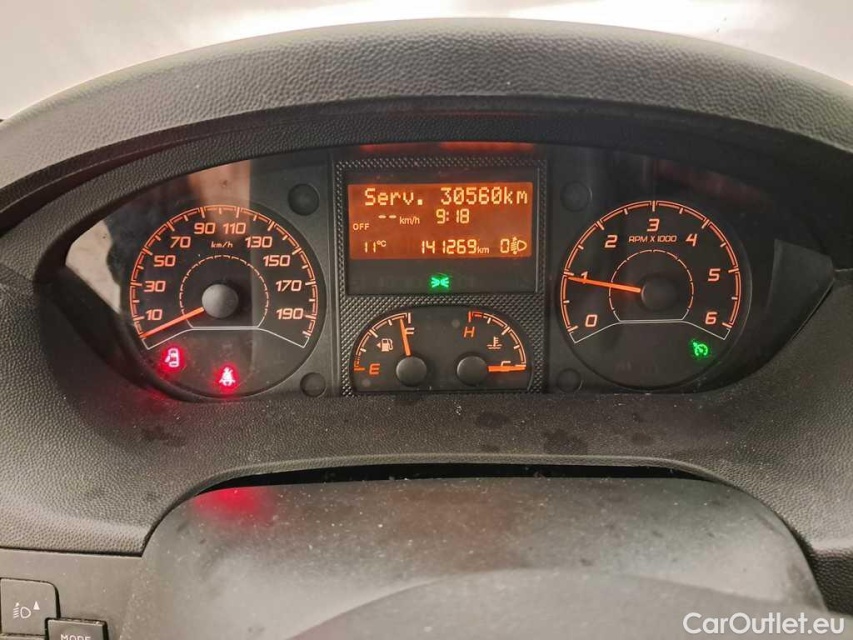 Serv. 30560km
-- km/h 9:18
OFF
11°C 141269km 0
10 30 50 70 90 110 130 150 170 190
km/h
0 1 2 3 4 5 6
RPM X 1000
E F
H C
MODE
CarOutlet.eu